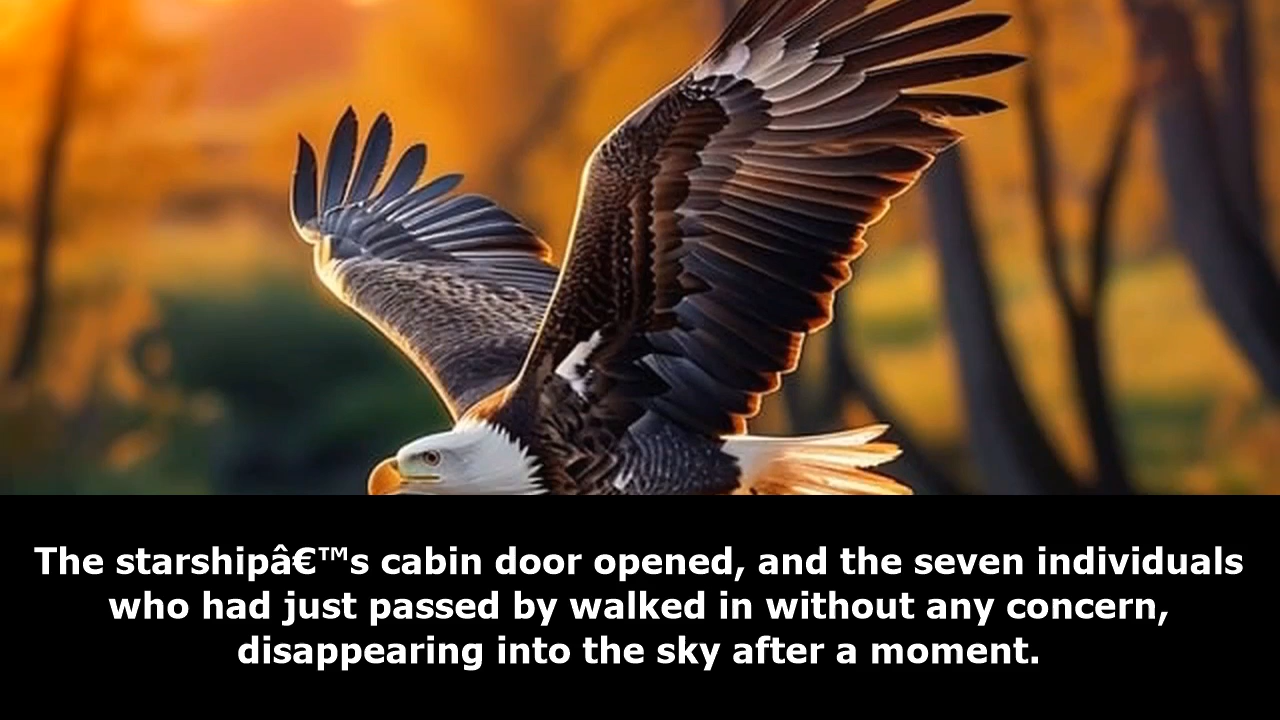 The starshipâ€™s cabin door opened, and the seven individuals
who had just passed by walked in without any concern,
disappearing into the sky after a moment.